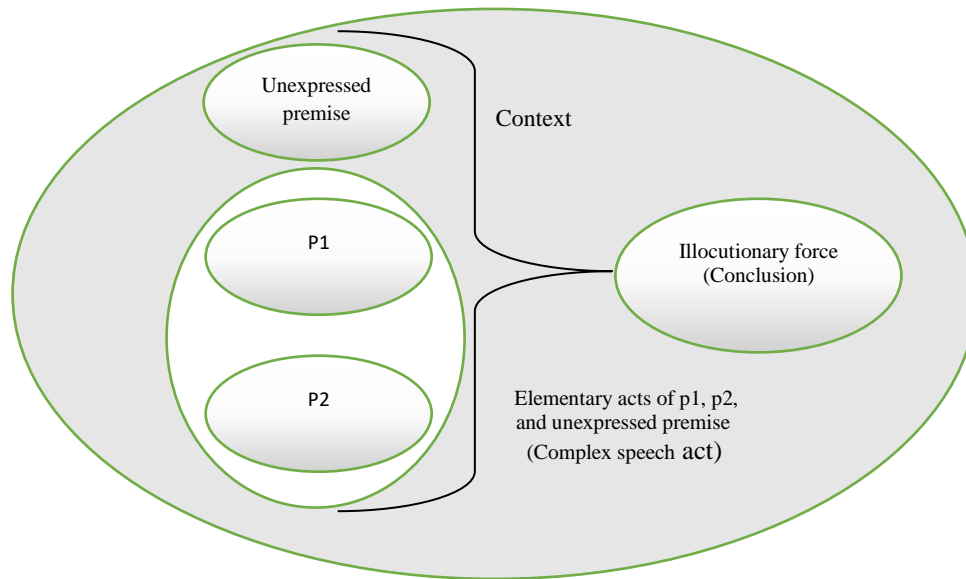 Unexpressed
premise
Context
P1
Illocutionary force
(Conclusion)
P2
Elementary acts of p1, p2,
and unexpressed premise
(Complex speech act)